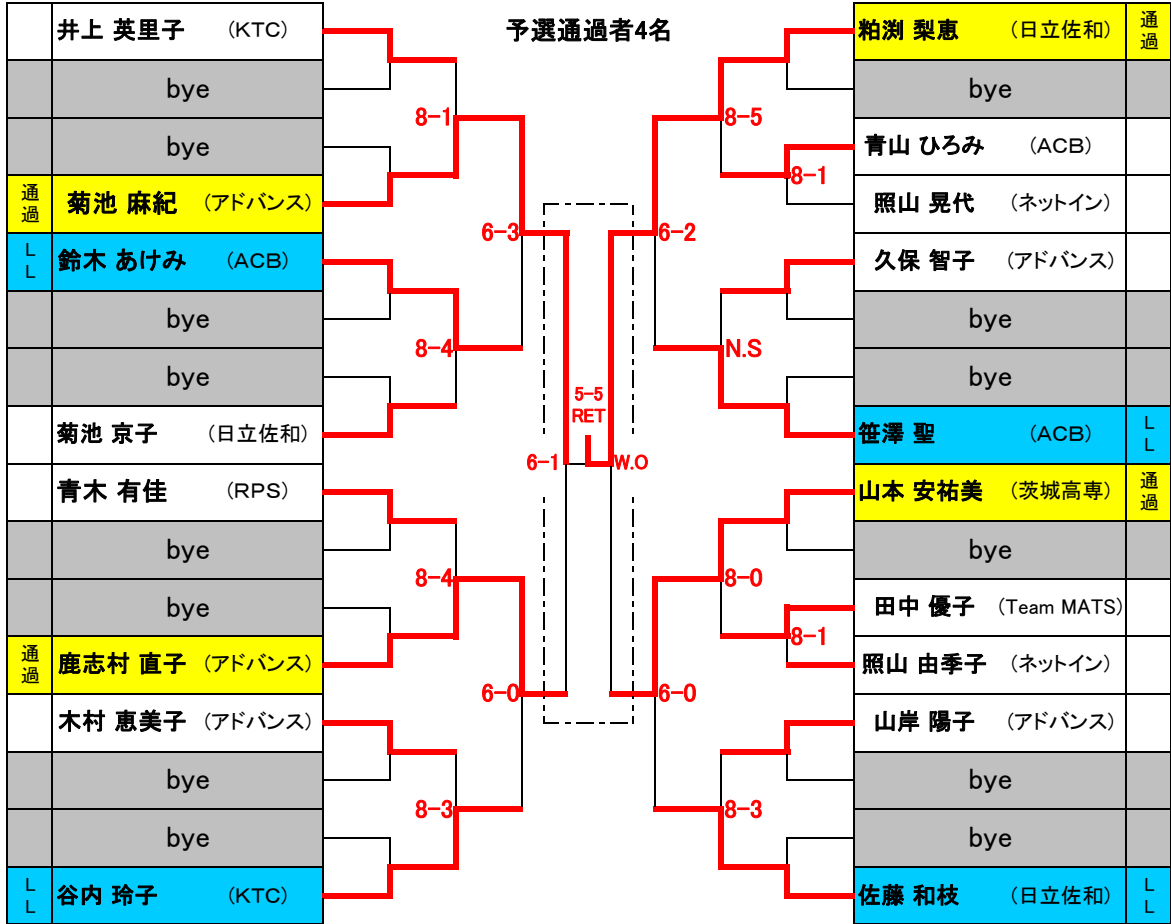 予選通過者4名
井上 英里子 (KTC)
bye
bye
通過 菊池 麻紀 (アドバンス)
LL 鈴木 あけみ (ACB)
bye
bye
菊池 京子 (日立佐和)
青木 有佳 (RPS)
bye
bye
通過 鹿志村 直子 (アドバンス)
木村 恵美子 (アドバンス)
bye
bye
LL 谷内 玲子 (KTC)
8-1
8-4
8-4
8-3
6-3
6-0
6-1
5-5
RET
W.O
6-2
6-0
8-5
N.S
8-0
8-3
8-1
8-1
粕渕 梨恵 (日立佐和) 通過
bye
青山 ひろみ (ACB)
照山 晃代 (ネットイン)
久保 智子 (アドバンス)
bye
bye
笹澤 聖 (ACB) LL
山本 安祐美 (茨城高専) 通過
bye
田中 優子 (Team MATS)
照山 由季子 (ネットイン)
山岸 陽子 (アドバンス)
bye
bye
佐藤 和枝 (日立佐和) LL